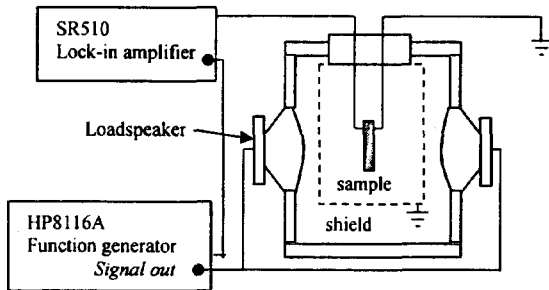 SR510
Lock-in amplifier
Loadspeaker
sample
shield
HP8116A
Function generator
Signal out